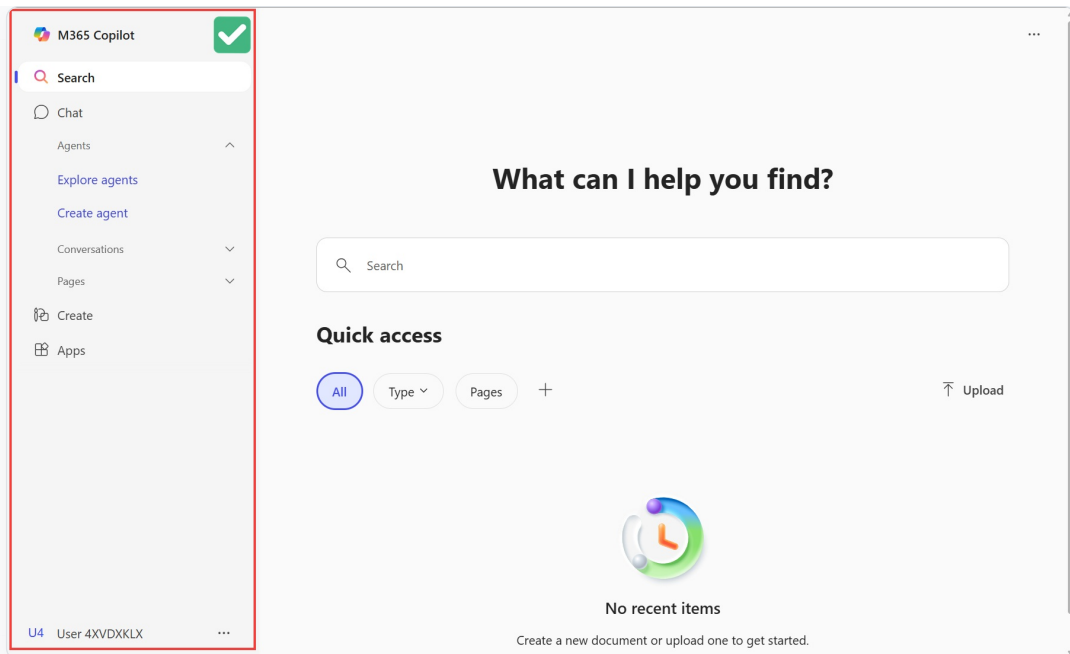 M365 Copilot
Search
Chat
Agents
Explore agents
Create agent
Conversations
Pages
Create
Apps
U4 User 4XVDXKLX
What can I help you find?
Search
Quick access
All Type Pages Upload
No recent items
Create a new document or upload one to get started.